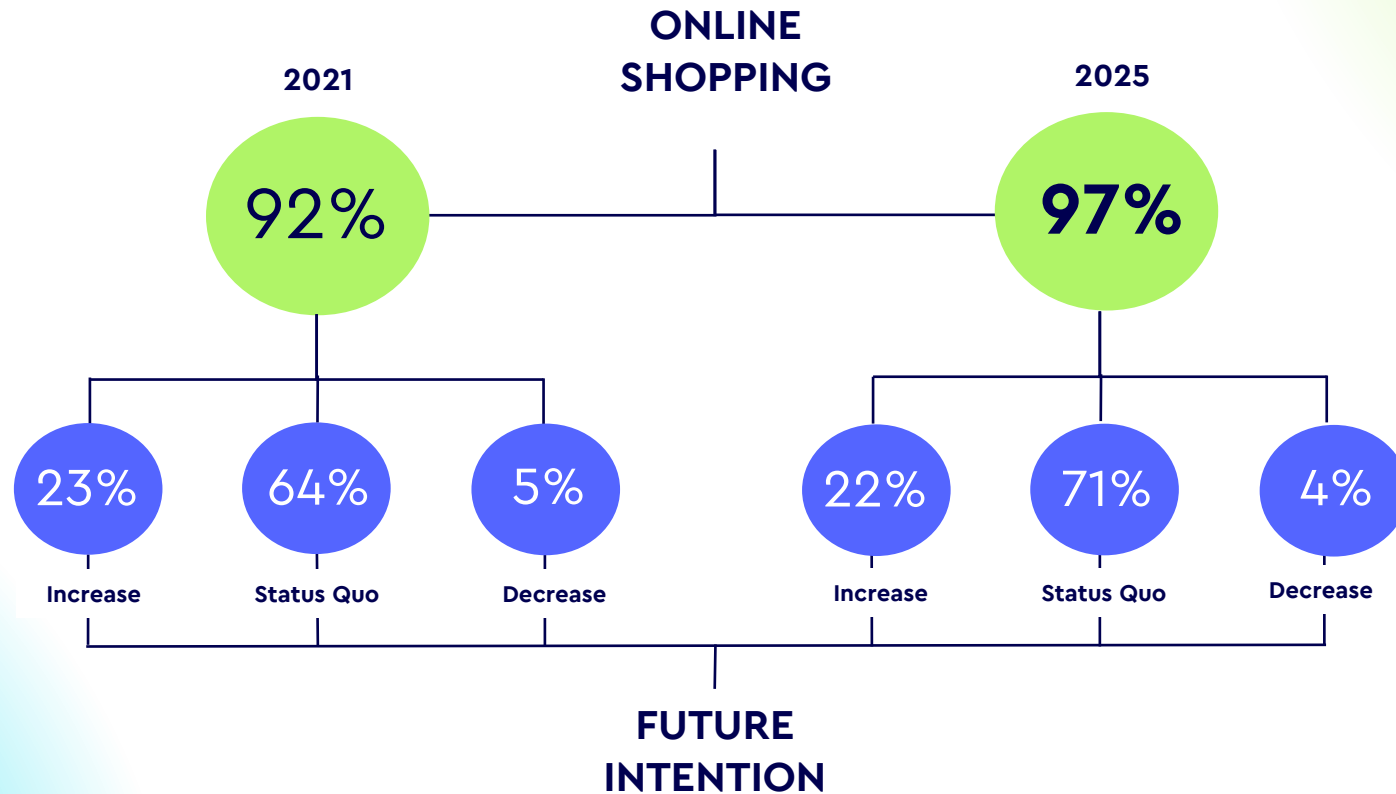 ONLINE
SHOPPING
2021
2025
92%
97%
23%
64%
5%
22%
71%
4%
Increase
Status Quo
Decrease
Increase
Status Quo
Decrease
FUTURE
INTENTION